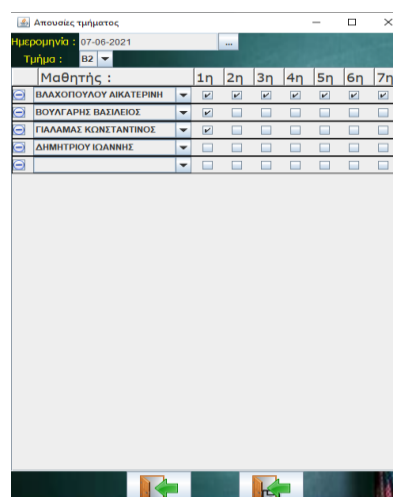 Απουσίες τμήματος
Ημερομηνία : 07-06-2021 ...
Τμήμα : B2
Μαθητής : 1η 2η 3η 4η 5η 6η 7η
ΒΛΑΧΟΠΟΥΛΟΥ ΑΙΚΑΤΕΡΙΝΗ
ΒΟΥΛΓΑΡΗΣ ΒΑΣΙΛΕΙΟΣ
ΓΙΑΛΑΜΑΣ ΚΩΝΣΤΑΝΤΙΝΟΣ
ΔΗΜΗΤΡΙΟΥ ΙΩΑΝΝΗΣ